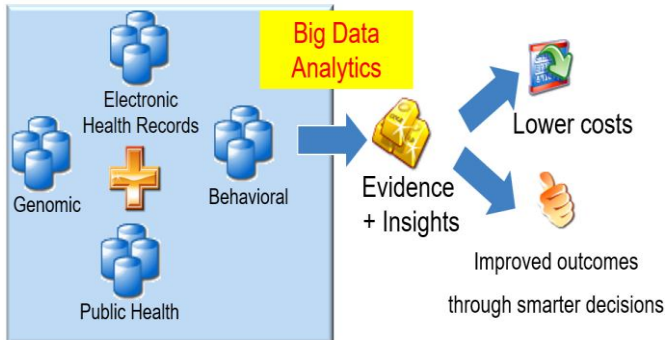 Big Data
Analytics
Electronic
Health Records
Genomic
Behavioral
Public Health
Evidence
+ Insights
Lower costs
Improved outcomes
through smarter decisions